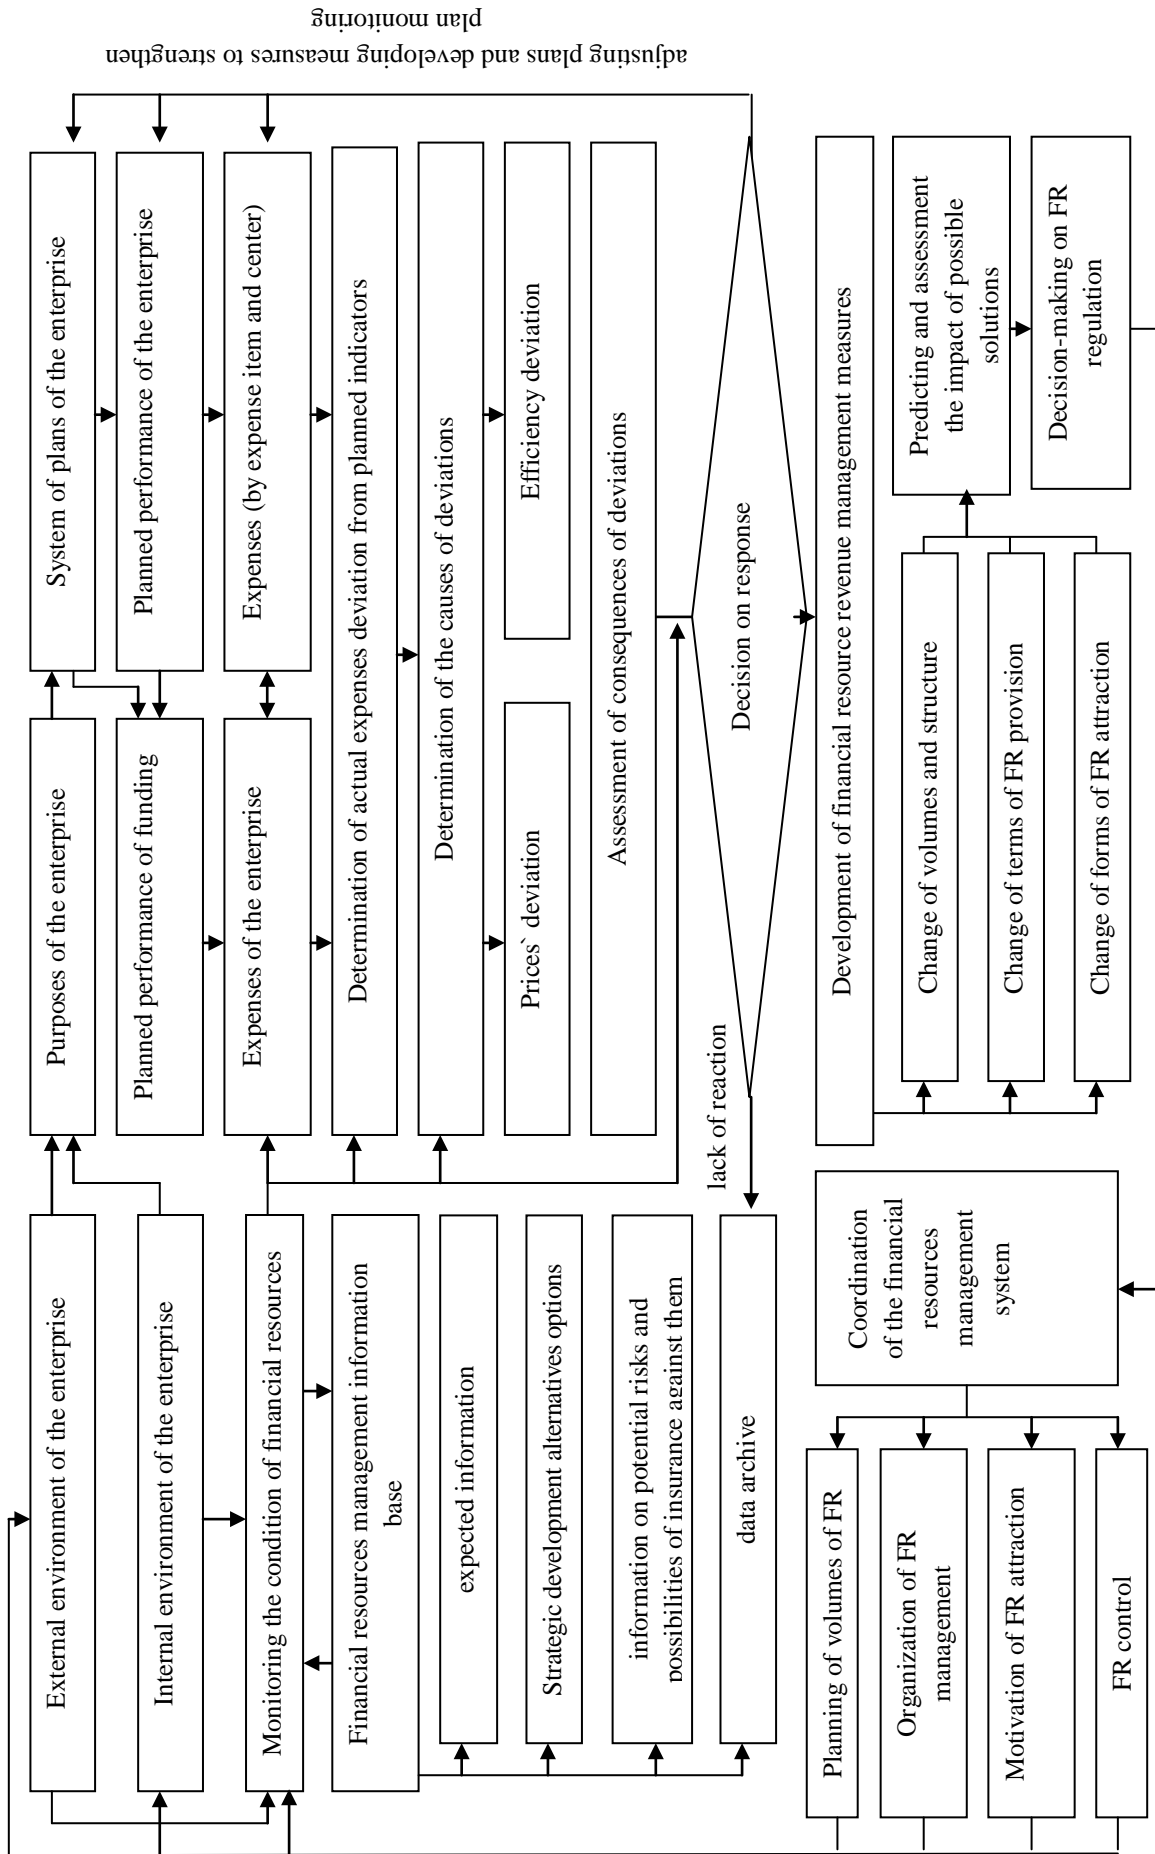 External environment of the enterprise
Purposes of the enterprise
System of plans of the enterprise
Internal environment of the enterprise
Planned performance of funding
Planned performance of the enterprise
Monitoring the condition of financial resources
Expenses of the enterprise
Expenses (by expense item and center)
Financial resources management information
base
Determination of actual expenses deviation from planned indicators
expected information
Determination of the causes of deviations
Strategic development alternatives options
Prices` deviation
Efficiency deviation
information on potential risks and
possibilities of insurance against them
Assessment of consequences of deviations
data archive
lack of reaction
Decision on response
adjusting plans and developing measures to strengthen
plan monitoring
Planning of volumes of FR
Organization of FR
management
Motivation of FR attraction
FR control
Coordination
of the financial
resources
management
system
Development of financial resource revenue management measures
Change of volumes and structure
Change of terms of FR provision
Change of forms of FR attraction
Predicting and assessment
the impact of possible
solutions
Decision-making on FR
regulation